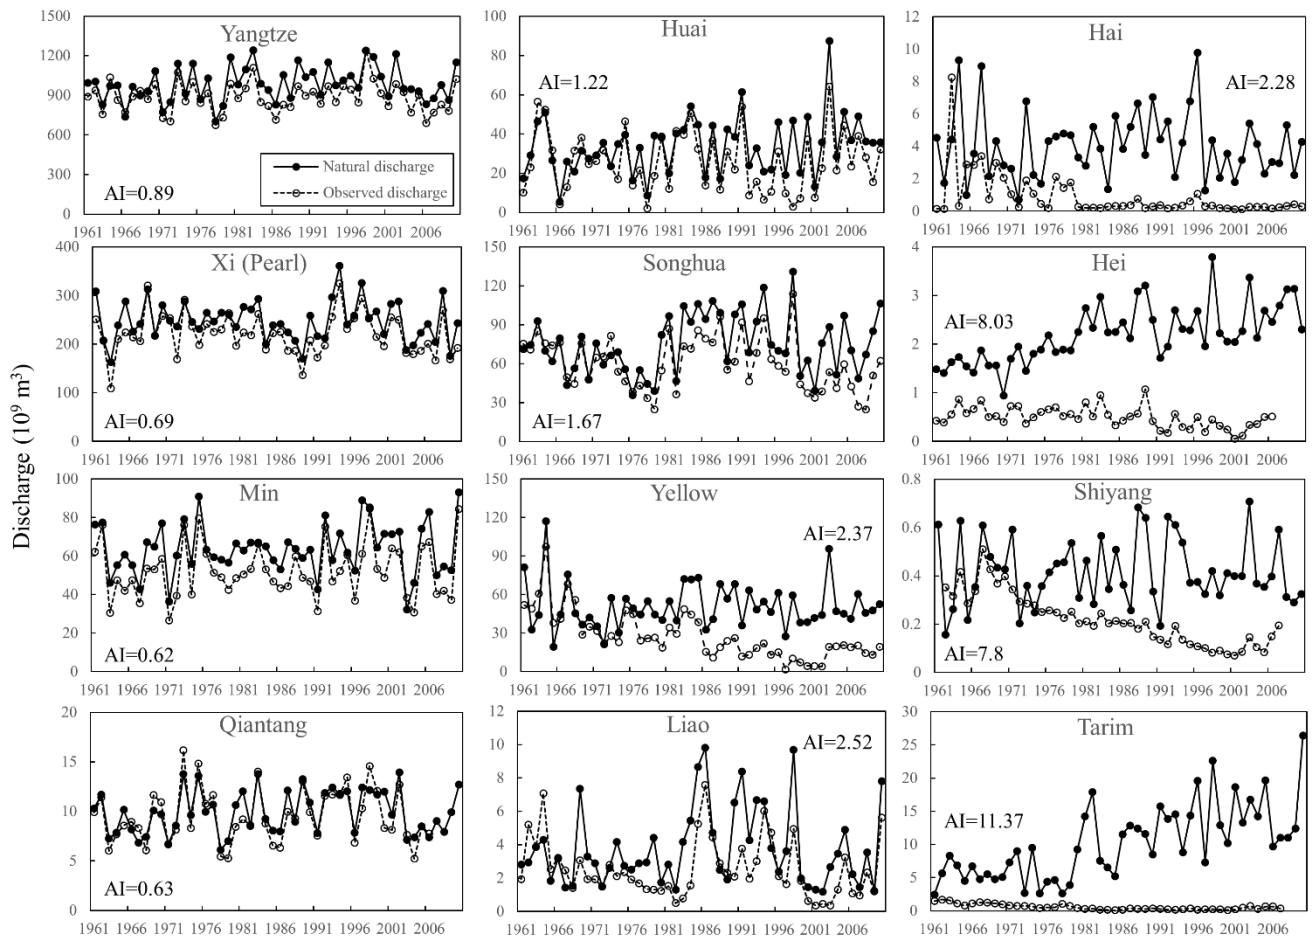 Discharge (10⁹ m³)
Yangtze
1500
1200
900
600
300
0
Natural discharge
Observed discharge
AI=0.89
1961 1966 1971 1976 1981 1986 1991 1996 2001 2006
Huai
100
80
60
40
20
0
AI=1.22
1961 1966 1971 1976 1981 1986 1991 1996 2001 2006
Hai
12
10
8
6
4
2
0
AI=2.28
1961 1966 1971 1976 1981 1986 1991 1996 2001 2006
Xi (Pearl)
400
300
200
100
0
AI=0.69
1961 1966 1971 1976 1981 1986 1991 1996 2001 2006
Songhua
150
120
90
60
30
0
AI=1.67
1961 1966 1971 1976 1981 1986 1991 1996 2001 2006
Hei
4
3
2
1
0
AI=8.03
1961 1966 1971 1976 1981 1986 1991 1996 2001 2006
Min
100
80
60
40
20
0
AI=0.62
1961 1966 1971 1976 1981 1986 1991 1996 2001 2006
Yellow
150
120
90
60
30
0
AI=2.37
1961 1966 1971 1976 1981 1986 1991 1996 2001 2006
Shiyang
0.8
0.6
0.4
0.2
0
AI=7.8
1961 1966 1971 1976 1981 1986 1991 1996 2001 2006
Qiantang
20
15
10
5
0
AI=0.63
1961 1966 1971 1976 1981 1986 1991 1996 2001 2006
Liao
12
10
8
6
4
2
0
AI=2.52
1961 1966 1971 1976 1981 1986 1991 1996 2001 2006
Tarim
30
25
20
15
10
5
0
AI=11.37
1961 1966 1971 1976 1981 1986 1991 1996 2001 2006